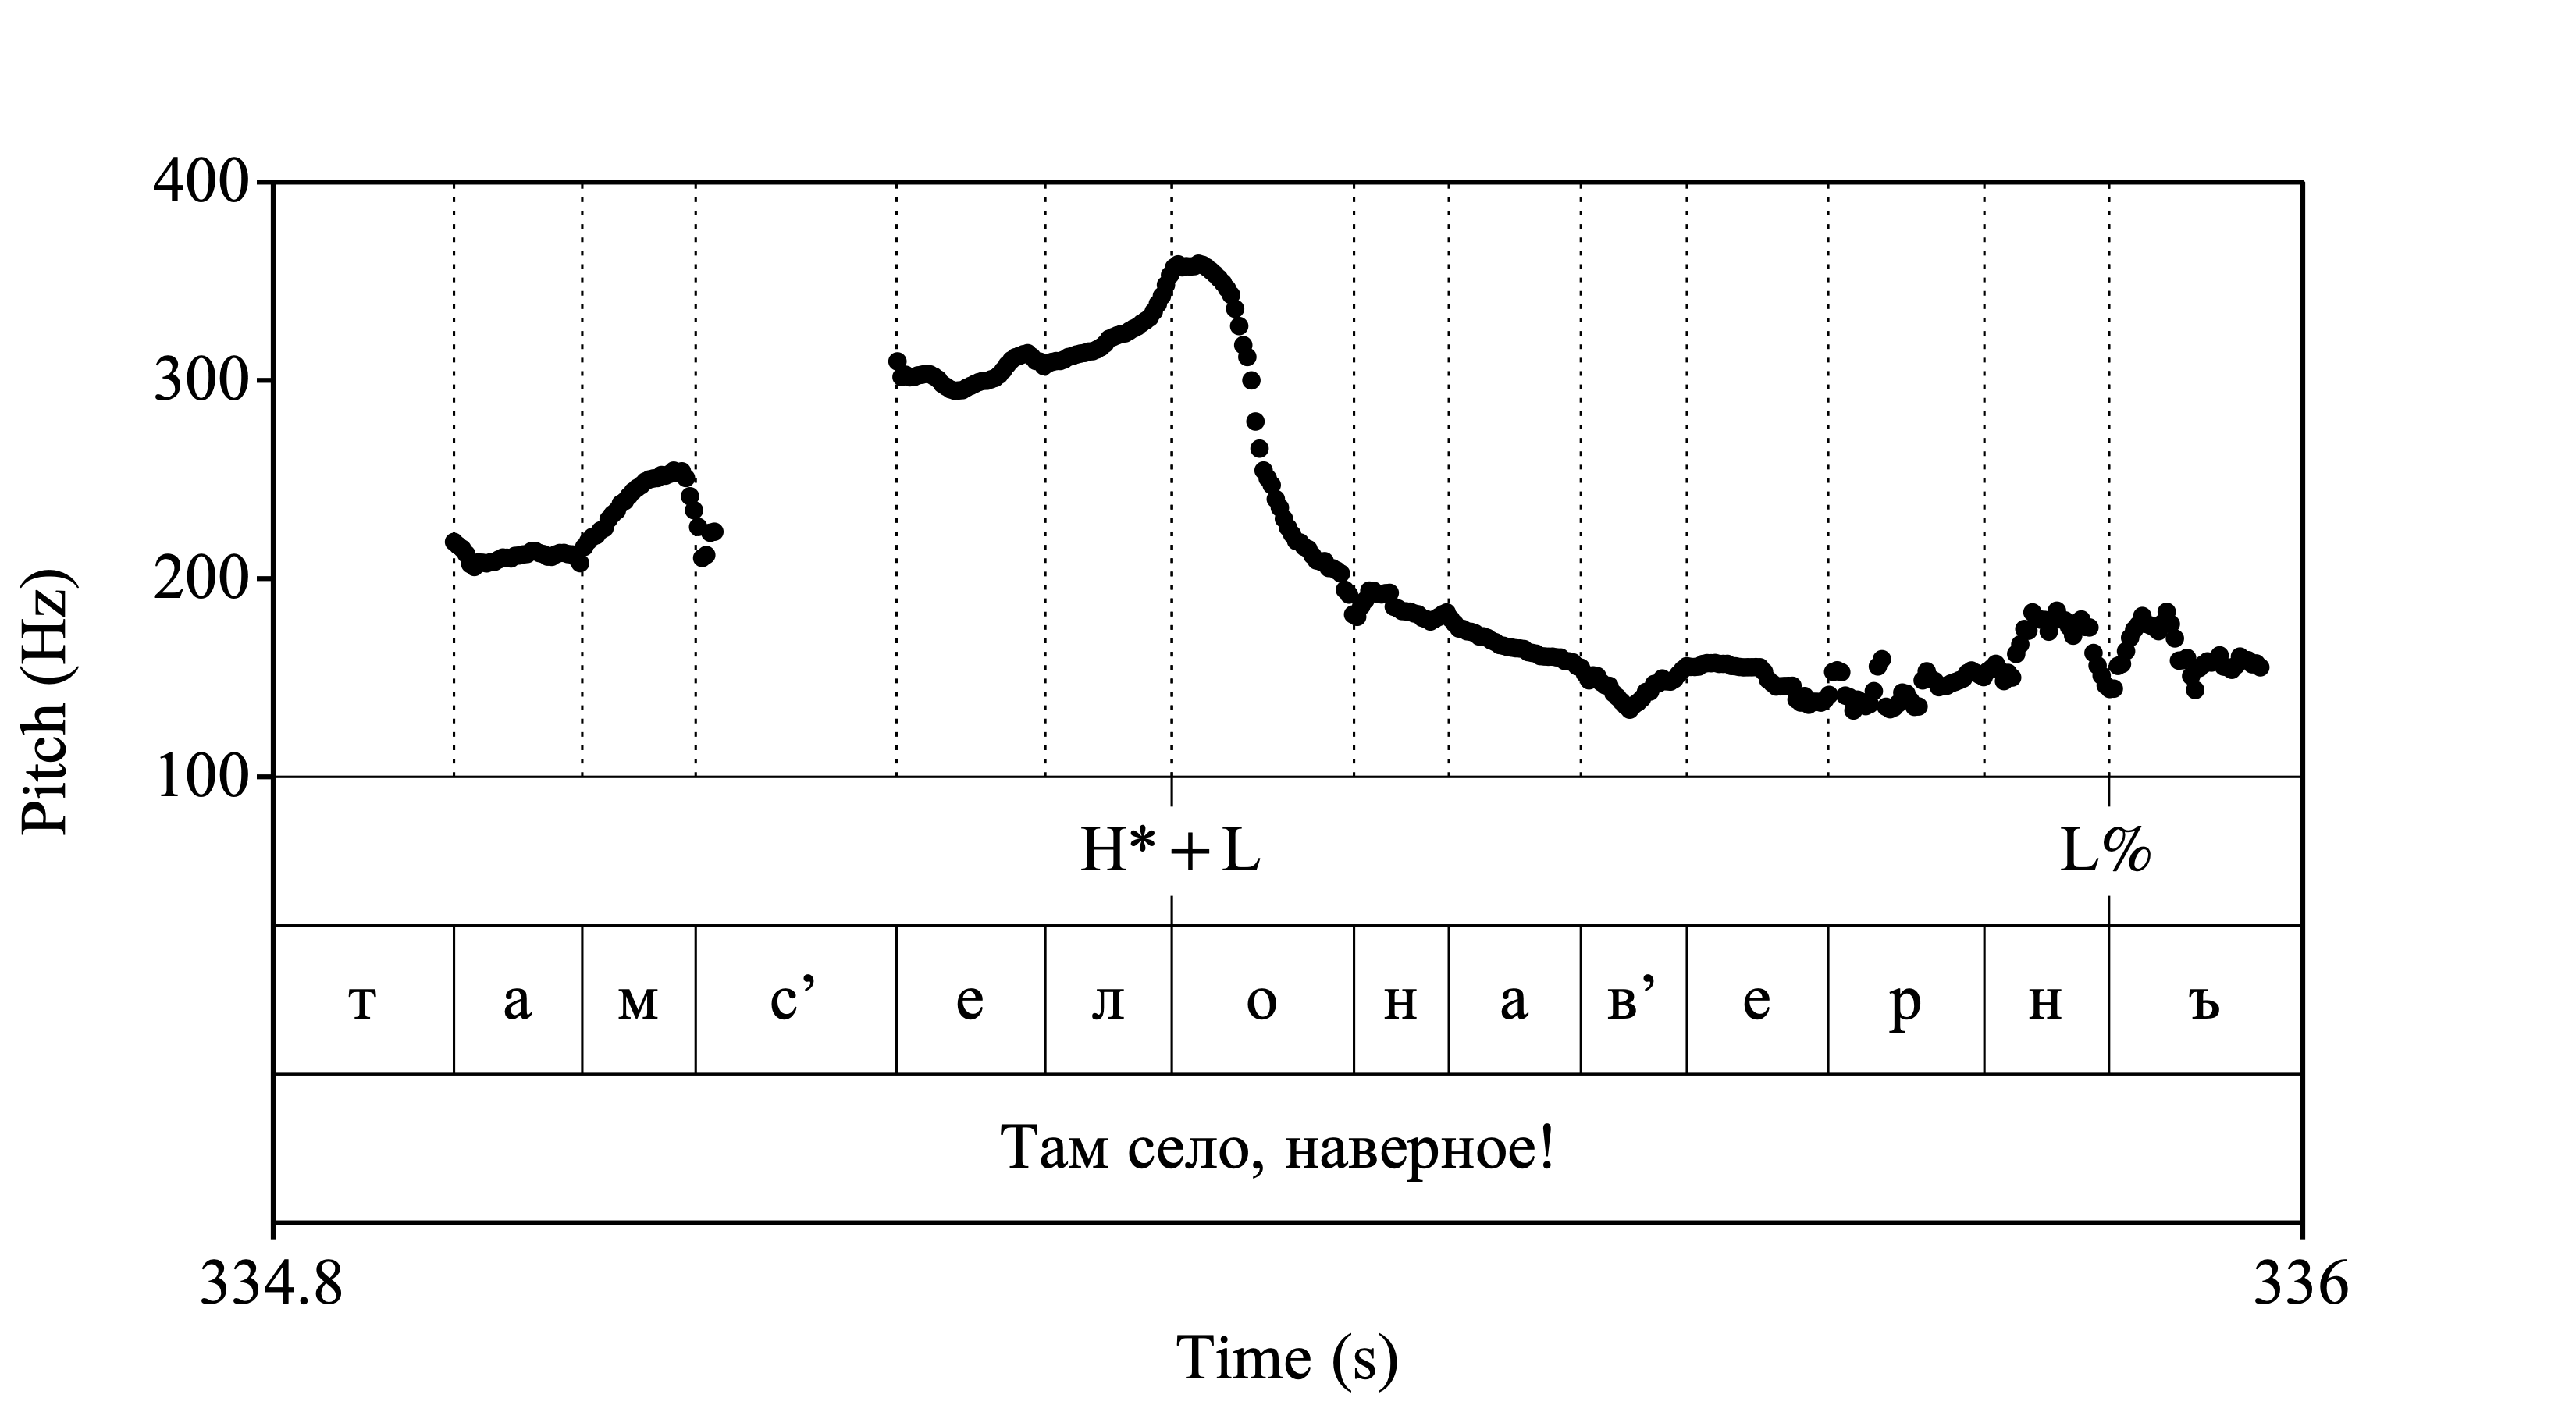 400
300
200
100
Pitch (Hz)
H* + L L%
т а м с’ е л о н а в’ е р н ъ
Там село, наверное!
334.8 336
Time (s)